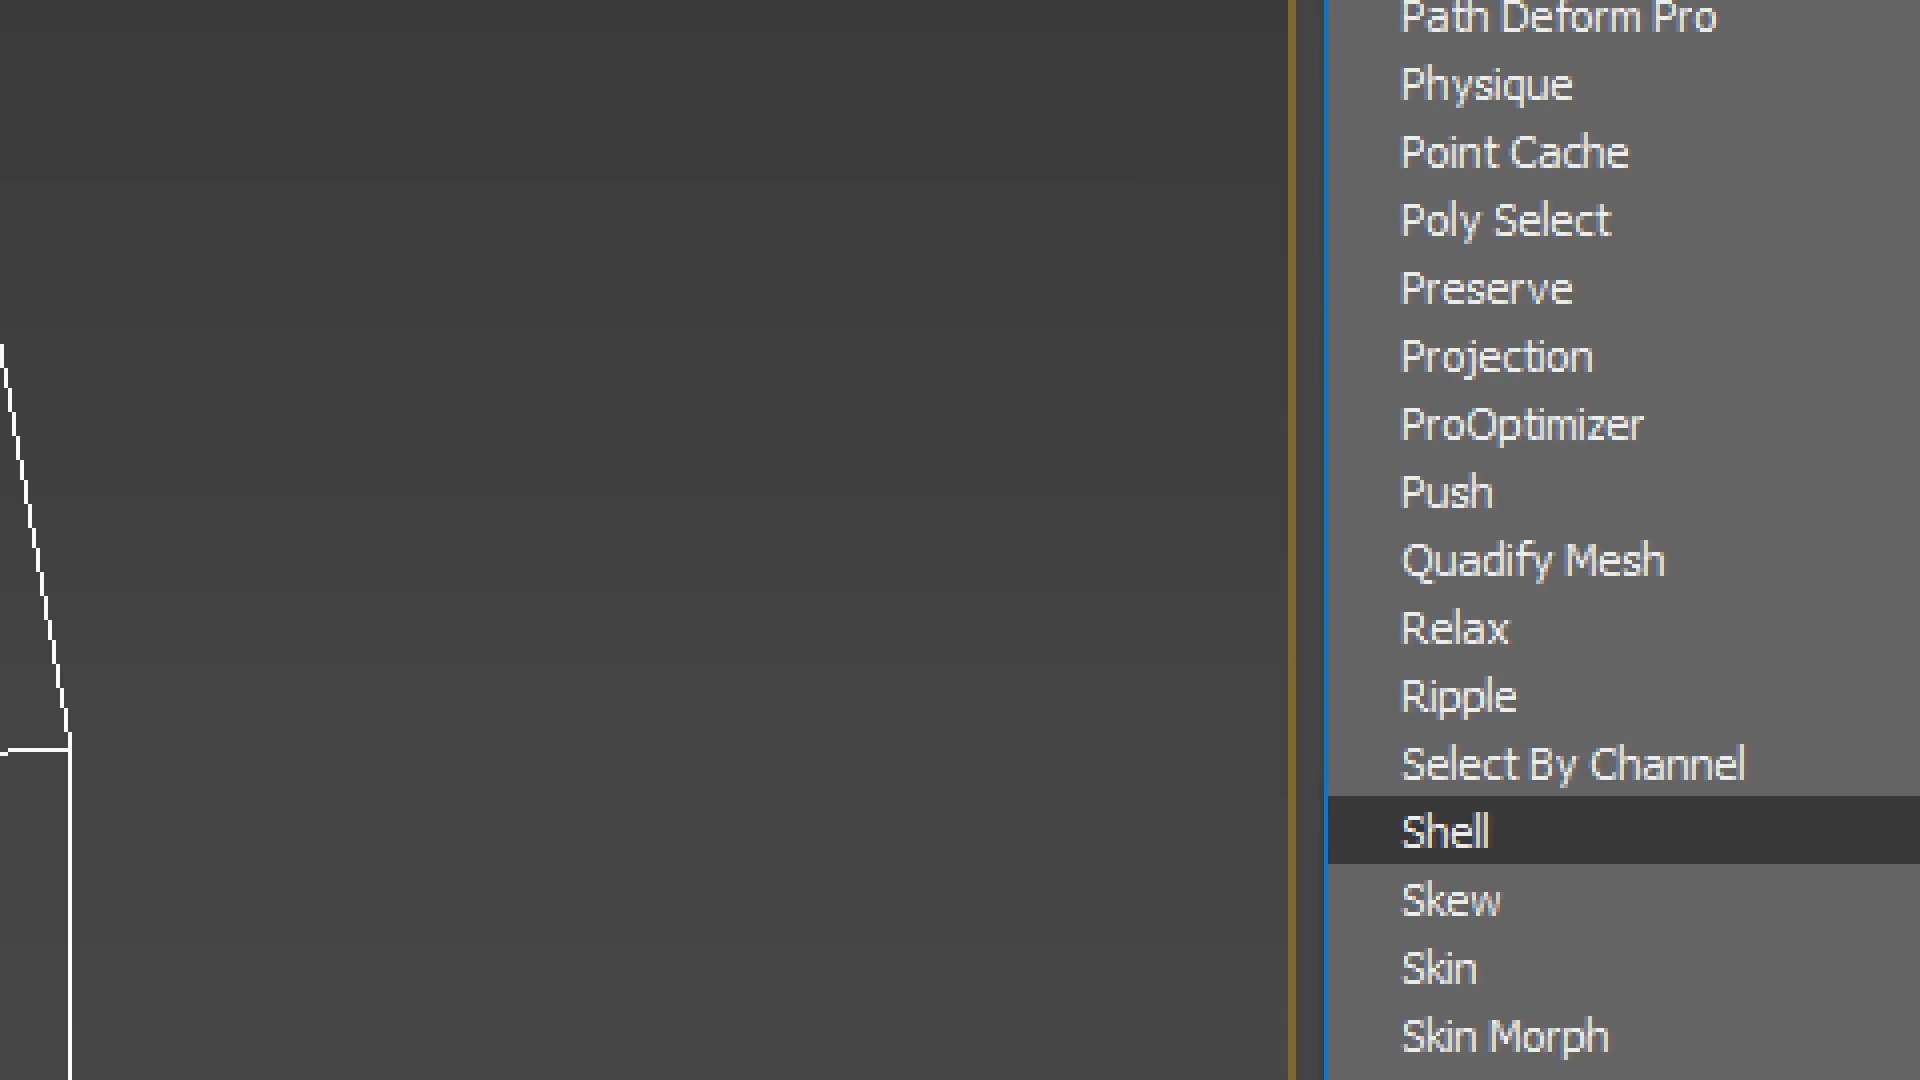 Path Deform Pro
Physique
Point Cache
Poly Select
Preserve
Projection
ProOptimizer
Push
Quadify Mesh
Relax
Ripple
Select By Channel
Shell
Skew
Skin
Skin Morph